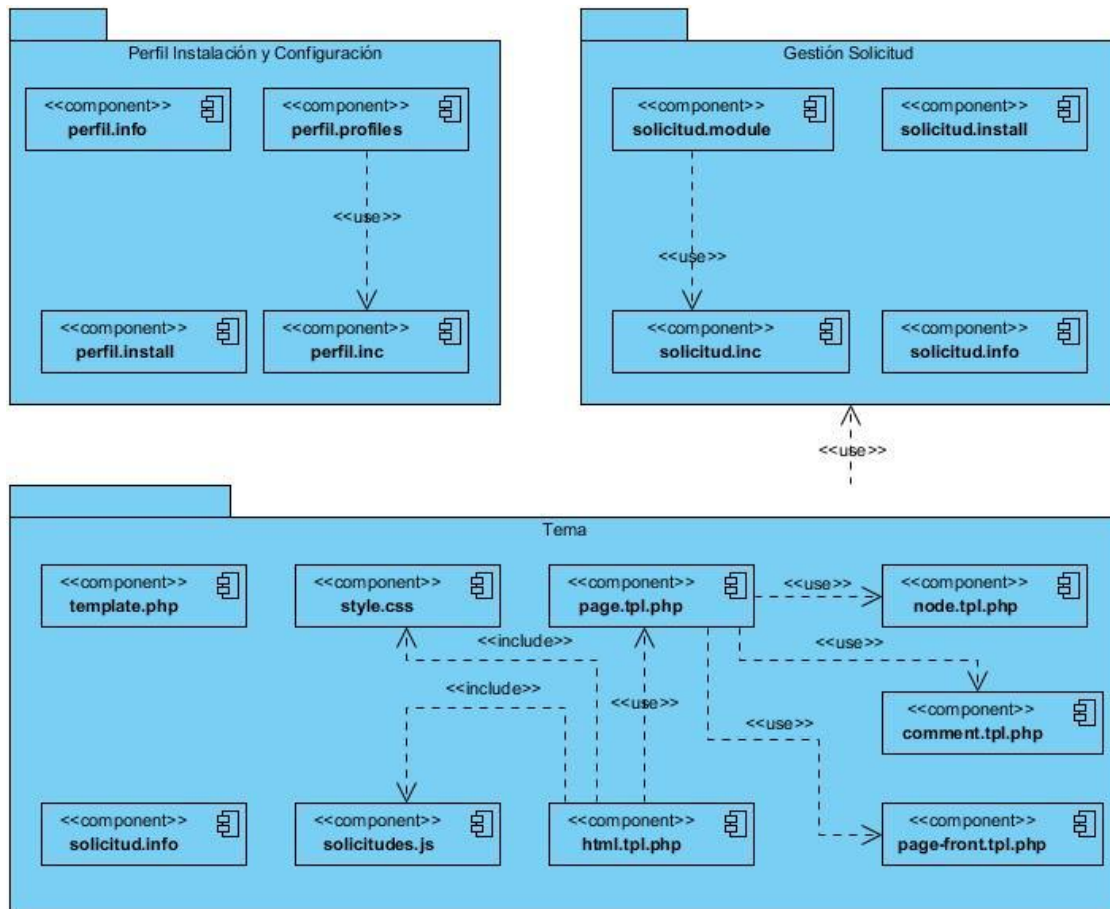 Perfil Instalación y Configuración
<<component>>
perfil.info
<<component>>
perfil.profiles
<<use>>
<<component>>
perfil.install
<<component>>
perfil.inc
Gestión Solicitud
<<component>>
solicitud.module
<<component>>
solicitud.install
<<use>>
<<component>>
solicitud.inc
<<component>>
solicitud.info
<<use>>
Tema
<<component>>
template.php
<<component>>
style.css
<<component>>
page.tpl.php
<<use>>
<<component>>
node.tpl.php
<<include>>
<<use>>
<<include>>
<<use>>
<<component>>
comment.tpl.php
<<use>>
<<component>>
solicitud.info
<<component>>
solicitudes.js
<<component>>
html.tpl.php
<<component>>
page-front.tpl.php